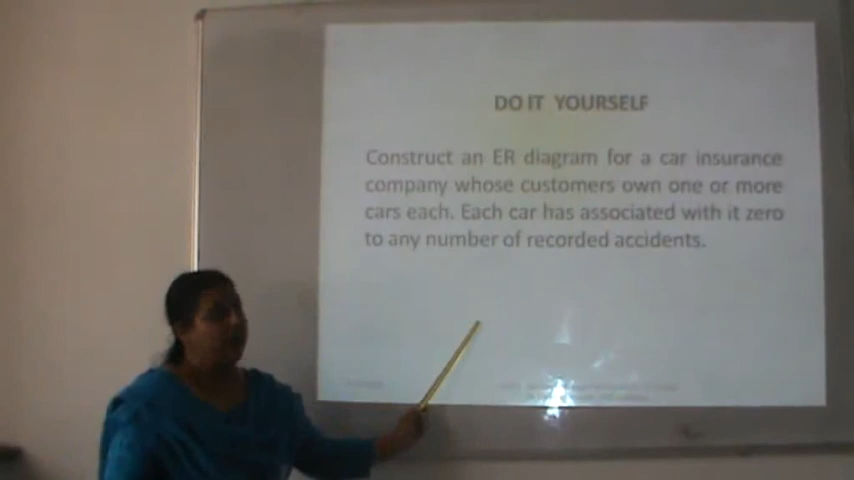 DO IT YOURSELF
Construct an ER diagram for a car insurance
company whose customers own one or more
cars each. Each car has associated with it zero
to any number of recorded accidents.